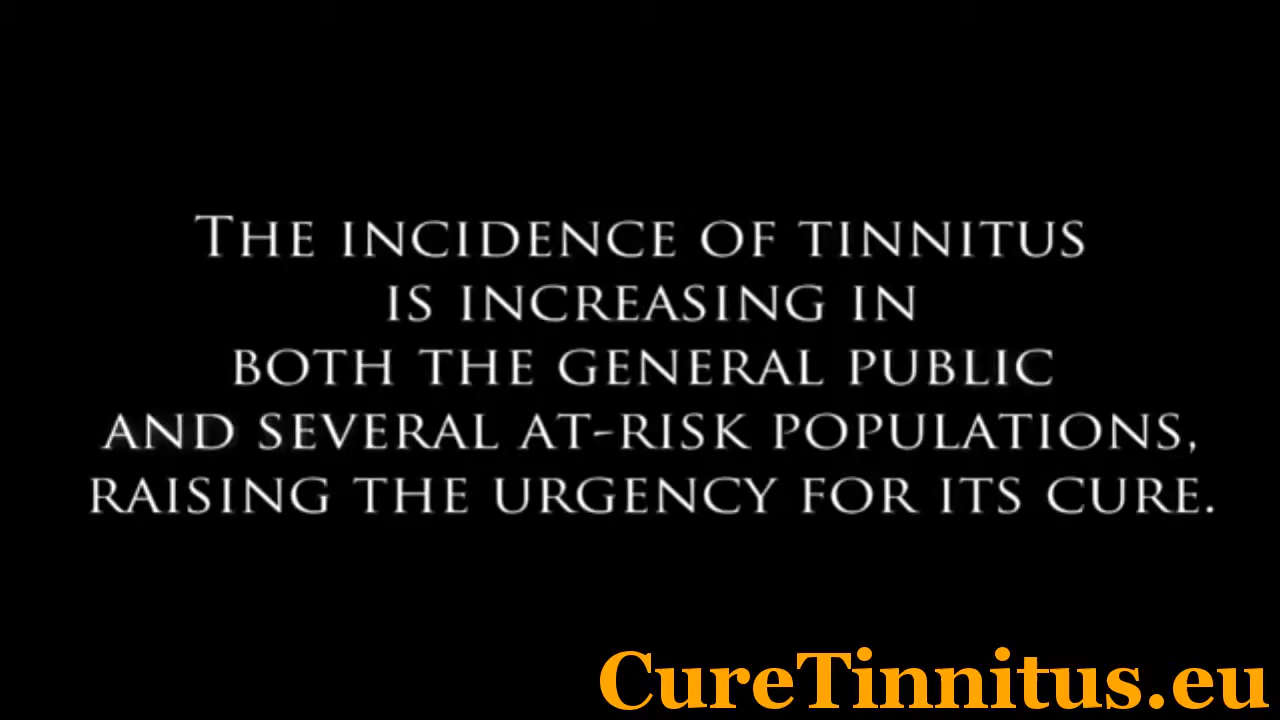 The incidence of tinnitus
is increasing in
both the general public
and several at-risk populations,
raising the urgency for its cure.
CureTinnitus.eu